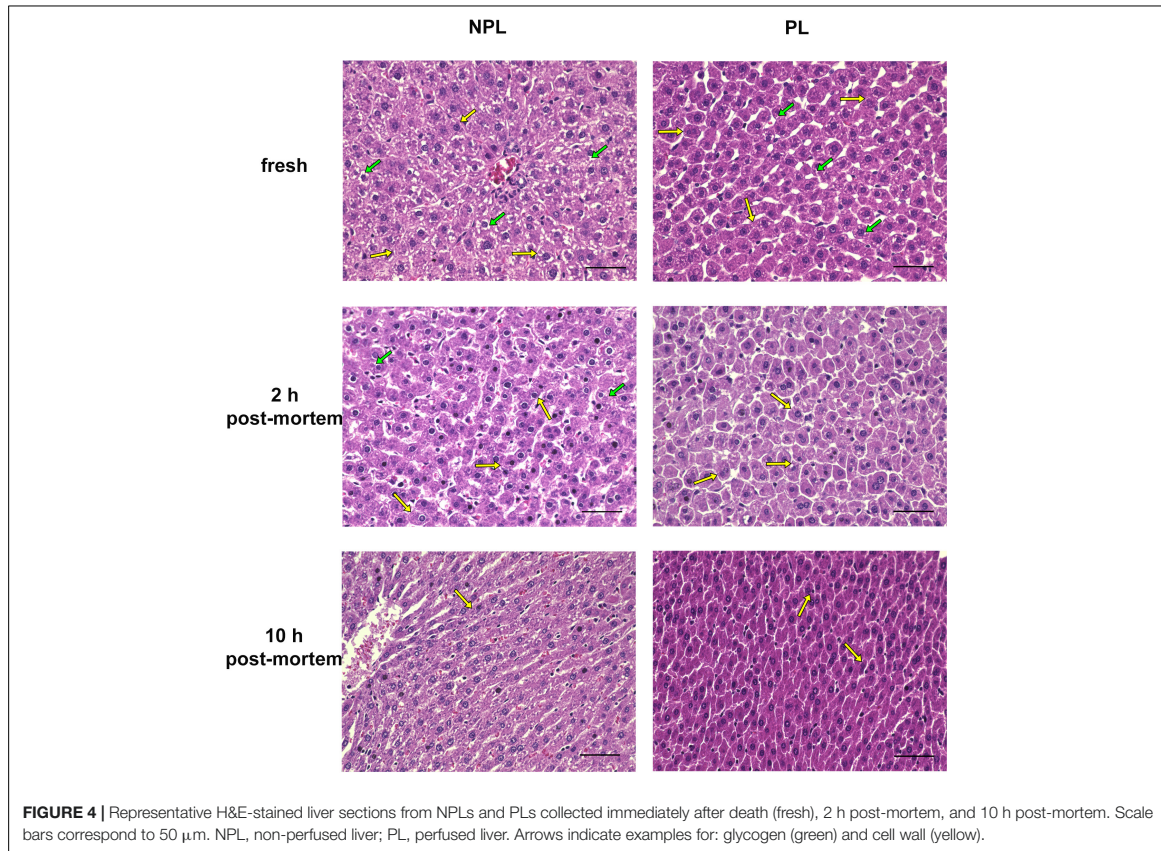 NPL PL
fresh
2 h
post-mortem
10 h
post-mortem
FIGURE 4 | Representative H&E-stained liver sections from NPLs and PLs collected immediately after death (fresh), 2 h post-mortem, and 10 h post-mortem. Scale
bars correspond to 50 μm. NPL, non-perfused liver; PL, perfused liver. Arrows indicate examples for: glycogen (green) and cell wall (yellow).